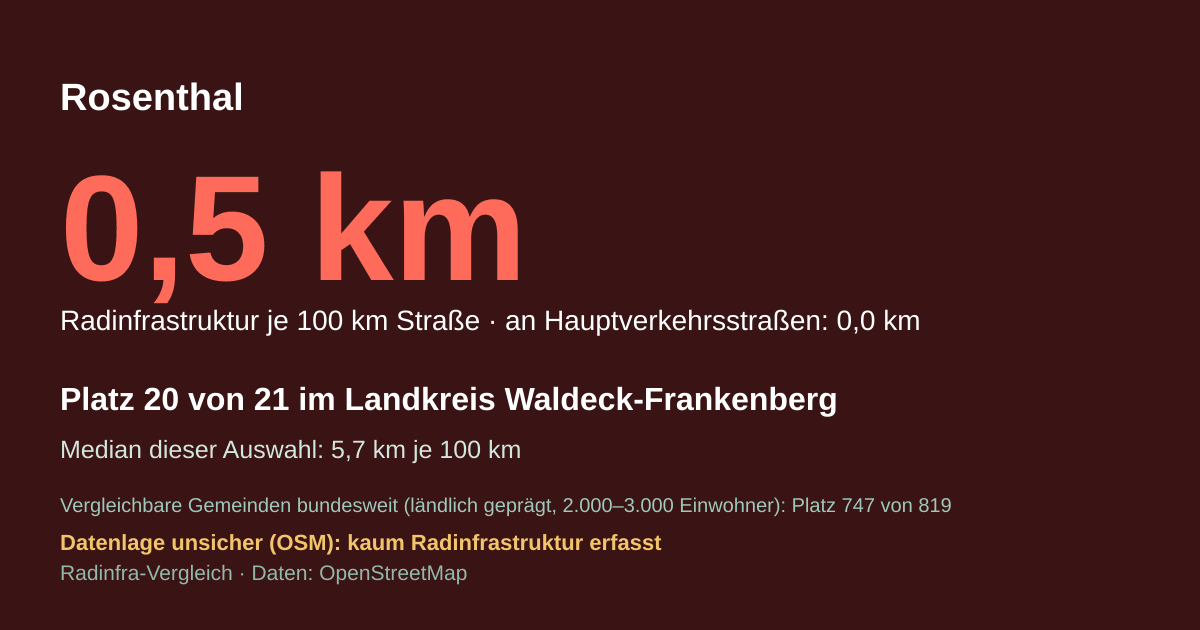 Rosenthal
0,5 km
Radinfrastruktur je 100 km Straße · an Hauptverkehrsstraßen: 0,0 km
Platz 20 von 21 im Landkreis Waldeck-Frankenberg
Median dieser Auswahl: 5,7 km je 100 km
Vergleichbare Gemeinden bundesweit (ländlich geprägt, 2.000–3.000 Einwohner): Platz 747 von 819
Datenlage unsicher (OSM): kaum Radinfrastruktur erfasst
Radinfra-Vergleich · Daten: OpenStreetMap